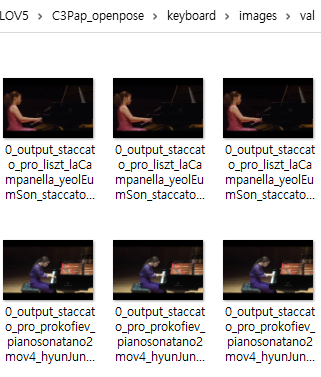 LOV5 > C3Pap_openpose > keyboard > images > val
0_output_staccat
o_pro_liszt_laCa
mpanella_yeolEu
mSon_staccato...
0_output_staccat
o_pro_liszt_laCa
mpanella_yeolEu
mSon_staccato...
0_output_staccat
o_pro_liszt_laCa
mpanella_yeolEu
mSon_staccato...
0_output_staccat
o_pro_prokofiev_
pianosonatano2
mov4_hyunJun...
0_output_staccat
o_pro_prokofiev_
pianosonatano2
mov4_hyunJun...
0_output_staccat
o_pro_prokofiev_
pianosonatano2
mov4_hyunJun...